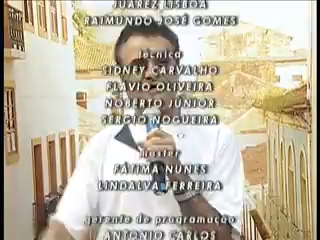 JUAREZ LISBOA
RAIMUNDO JOSÉ GOMES
técnica
SIDNEY CARVALHO
FLÁVIO OLIVEIRA
NOBERTO JÚNIOR
SÉRGIO NOGUEIRA
master
FÁTIMA NUNES
LINDALVA FERREIRA
gerente de programação
ANTONIO CARLOS